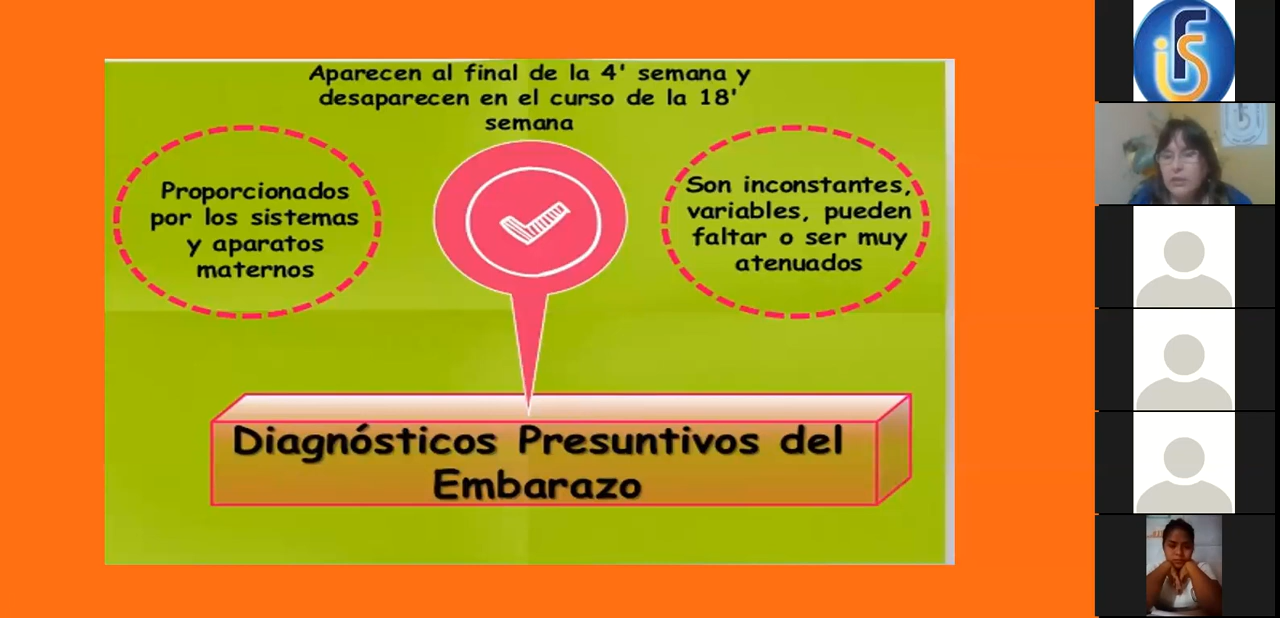 Aparecen al final de la 4' semana y
desaparecen en el curso de la 18'
semana
Proporcionados
por los sistemas
y aparatos
maternos
Son inconstantes,
variables, pueden
faltar o ser muy
atenuados
Diagnósticos Presuntivos del
Embarazo